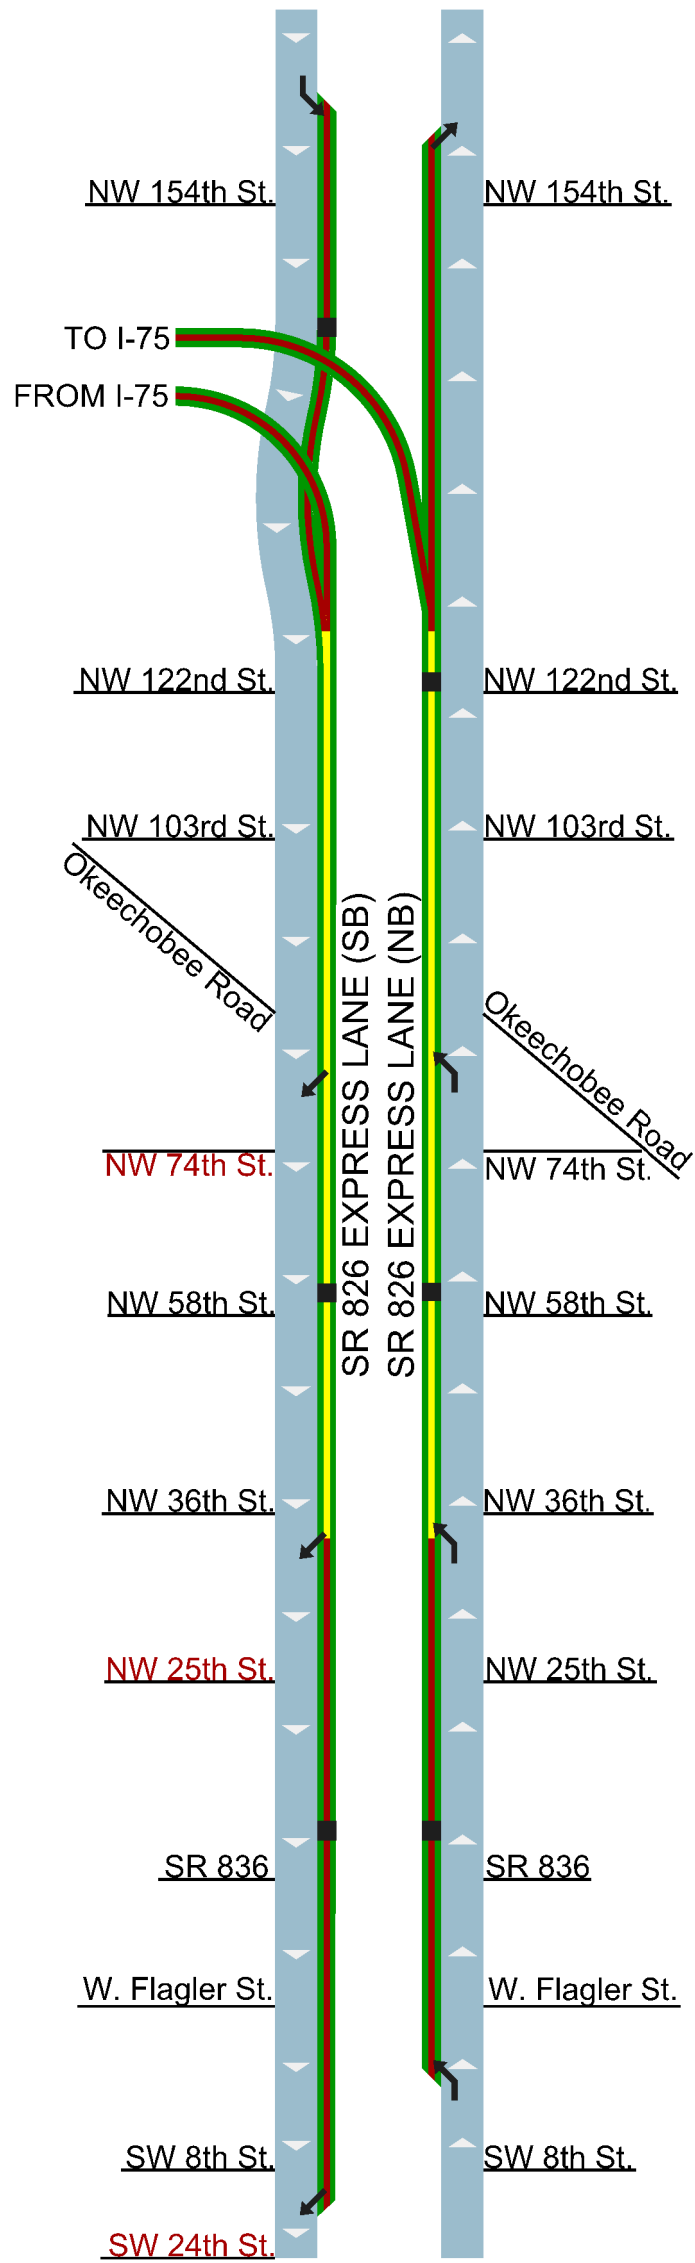 NW 154th St.
NW 154th St.
TO I-75
FROM I-75
NW 122nd St.
NW 122nd St.
NW 103rd St.
NW 103rd St.
Okeechobee Road
SR 826 EXPRESS LANE (SB)
SR 826 EXPRESS LANE (NB)
Okeechobee Road
NW 74th St.
NW 74th St.
NW 58th St.
NW 58th St.
NW 36th St.
NW 36th St.
NW 25th St.
NW 25th St.
SR 836
SR 836
W. Flagler St.
W. Flagler St.
SW 8th St.
SW 8th St.
SW 24th St.